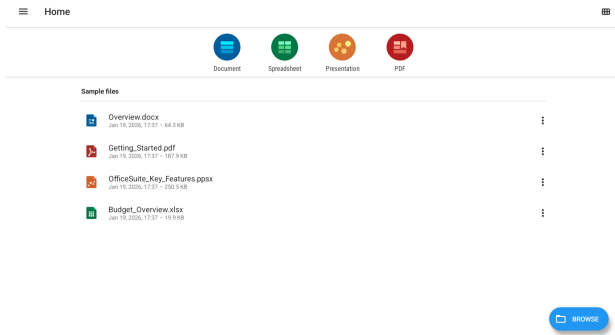 Home
Document
Spreadsheet
Presentation
PDF
Sample files
Overview.docx
Jan 19, 2026, 17:37 • 64.3 KB
Getting_Started.pdf
Jan 19, 2026, 17:37 • 187.9 KB
OfficeSuite_Key_Features.ppsx
Jan 19, 2026, 17:37 • 250.5 KB
Budget_Overview.xlsx
Jan 19, 2026, 17:37 • 19.9 KB
BROWSE